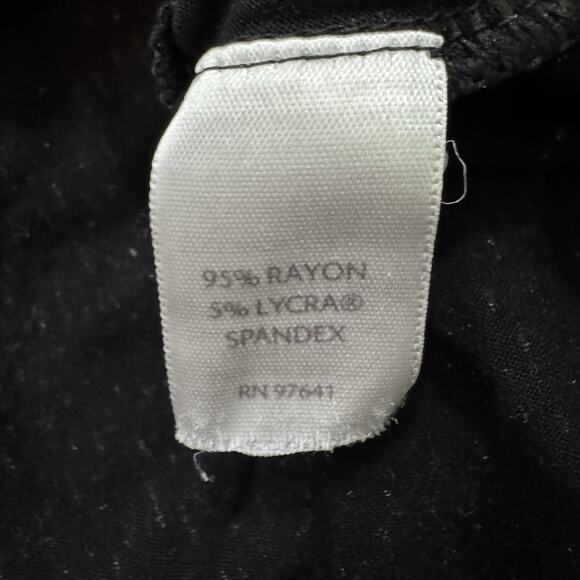 95% RAYON
5% LYCRA®
SPANDEX
RN 97641